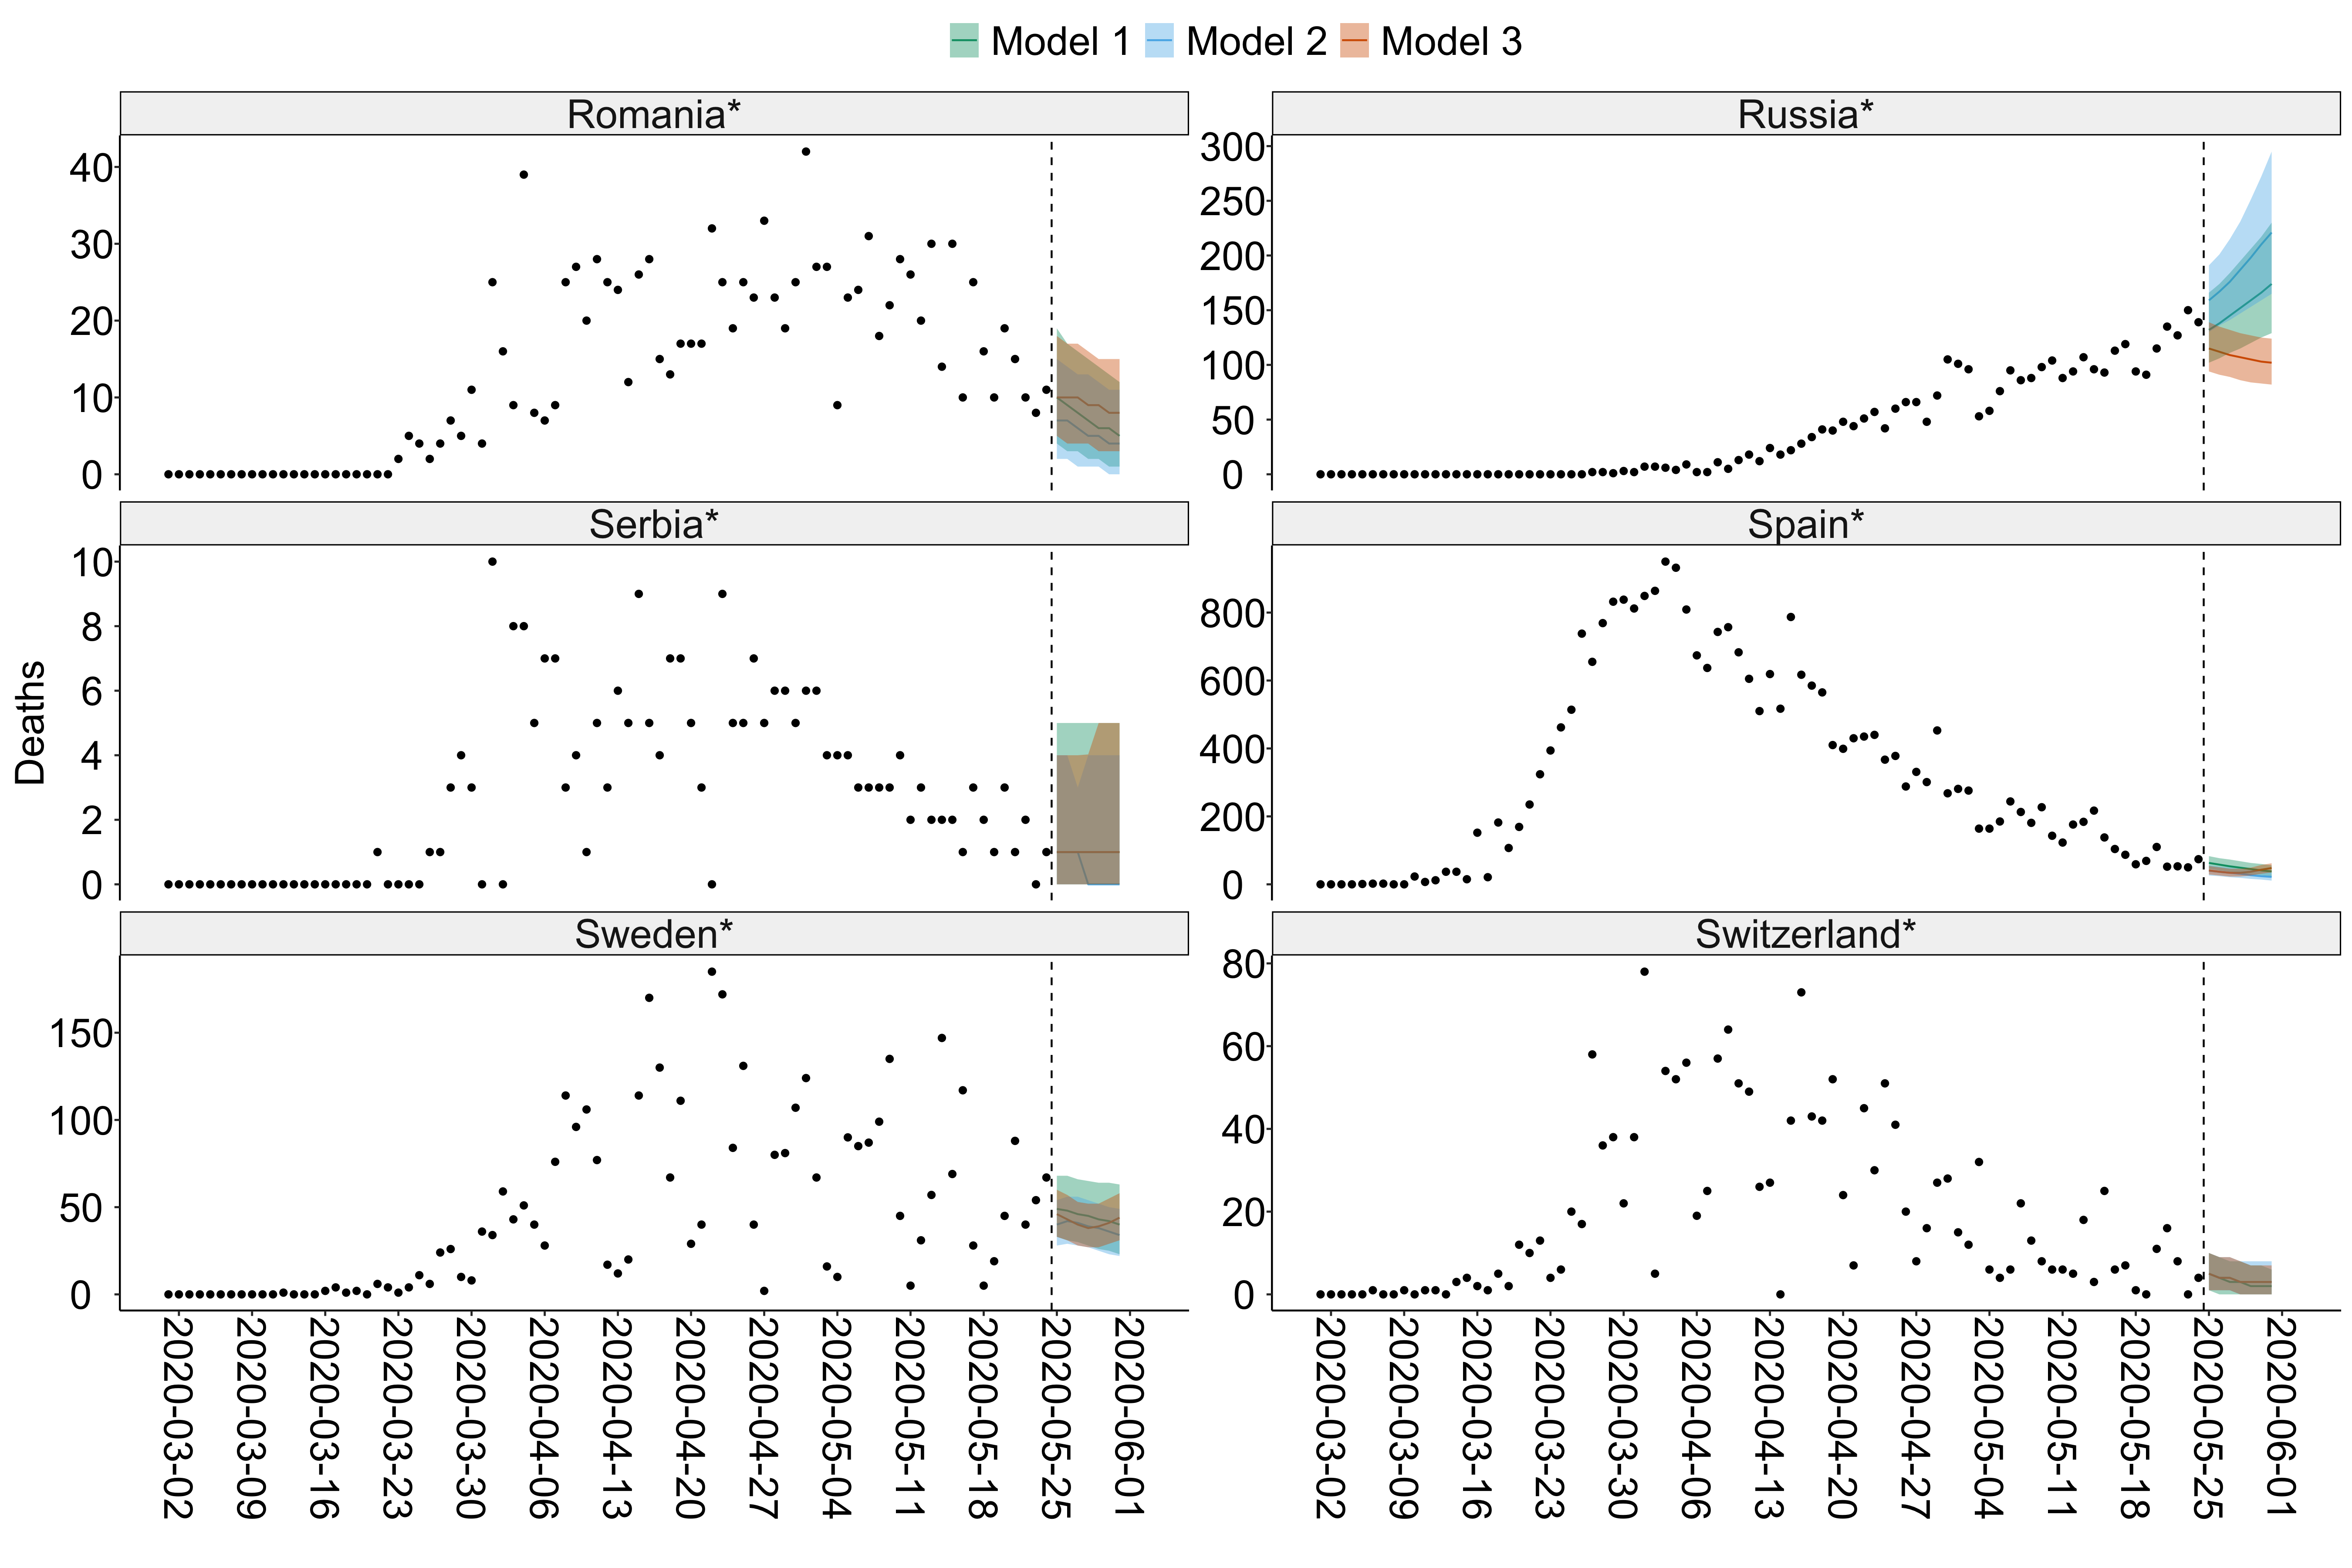 Model 1 Model 2 Model 3
Romania* Russia*
40 300
30 250
20 200
10 150
0 100
50
0
Serbia* Spain*
10 800
8 600
6 400
4 200
2 0
0
Deaths
Sweden* Switzerland*
150 80
100 60
50 40
0 20
0
2020-03-02 2020-03-09 2020-03-16 2020-03-23 2020-03-30 2020-04-06 2020-04-13 2020-04-20 2020-04-27 2020-05-04 2020-05-11 2020-05-18 2020-05-25 2020-06-01
2020-03-02 2020-03-09 2020-03-16 2020-03-23 2020-03-30 2020-04-06 2020-04-13 2020-04-20 2020-04-27 2020-05-04 2020-05-11 2020-05-18 2020-05-25 2020-06-01